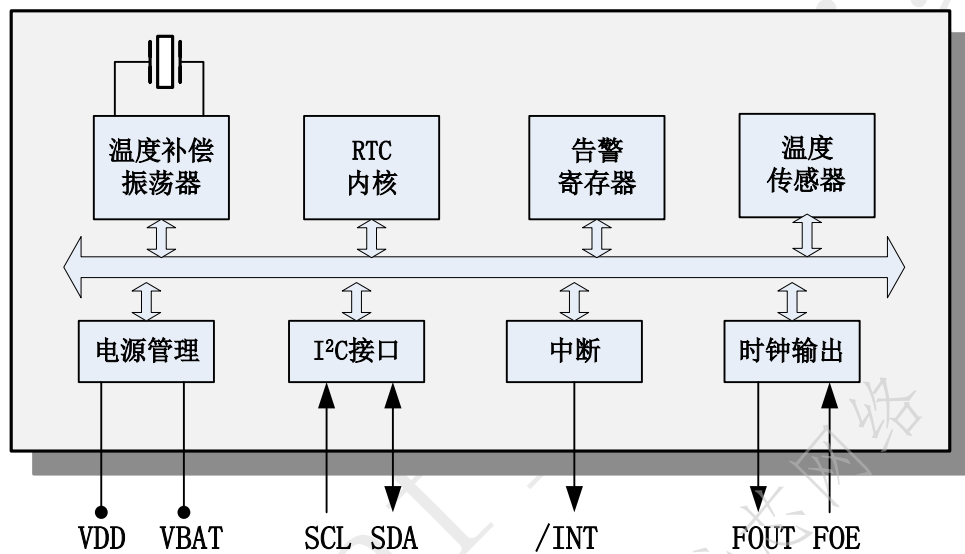 温度补偿
振荡器
RTC
内核
告警
寄存器
温度
传感器
电源管理
I²C接口
中断
时钟输出
VDD VBAT SCL SDA /INT FOUT FOE